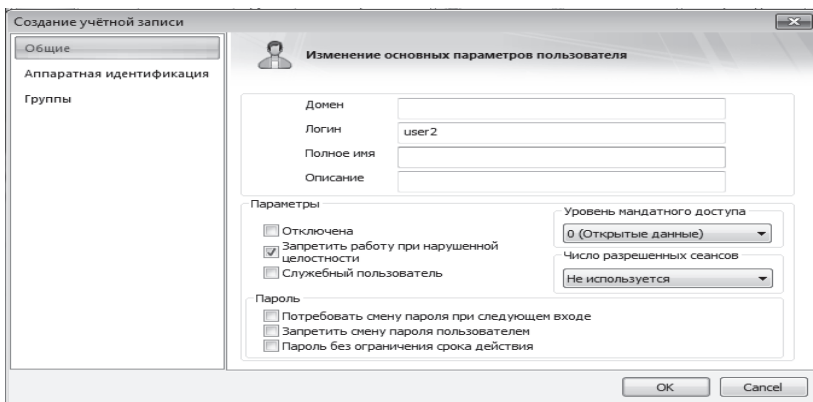 Создание учётной записи
Общие
Аппаратная идентификация
Группы
Изменение основных параметров пользователя
Домен
Логин user2
Полное имя
Описание
Параметры
Отключена
Запретить работу при нарушенной
целостности
Служебный пользователь
Уровень мандатного доступа
0 (Открытые данные)
Число разрешенных сеансов
Не используется
Пароль
Потребовать смену пароля при следующем входе
Запретить смену пароля пользователем
Пароль без ограничения срока действия
OK
Cancel